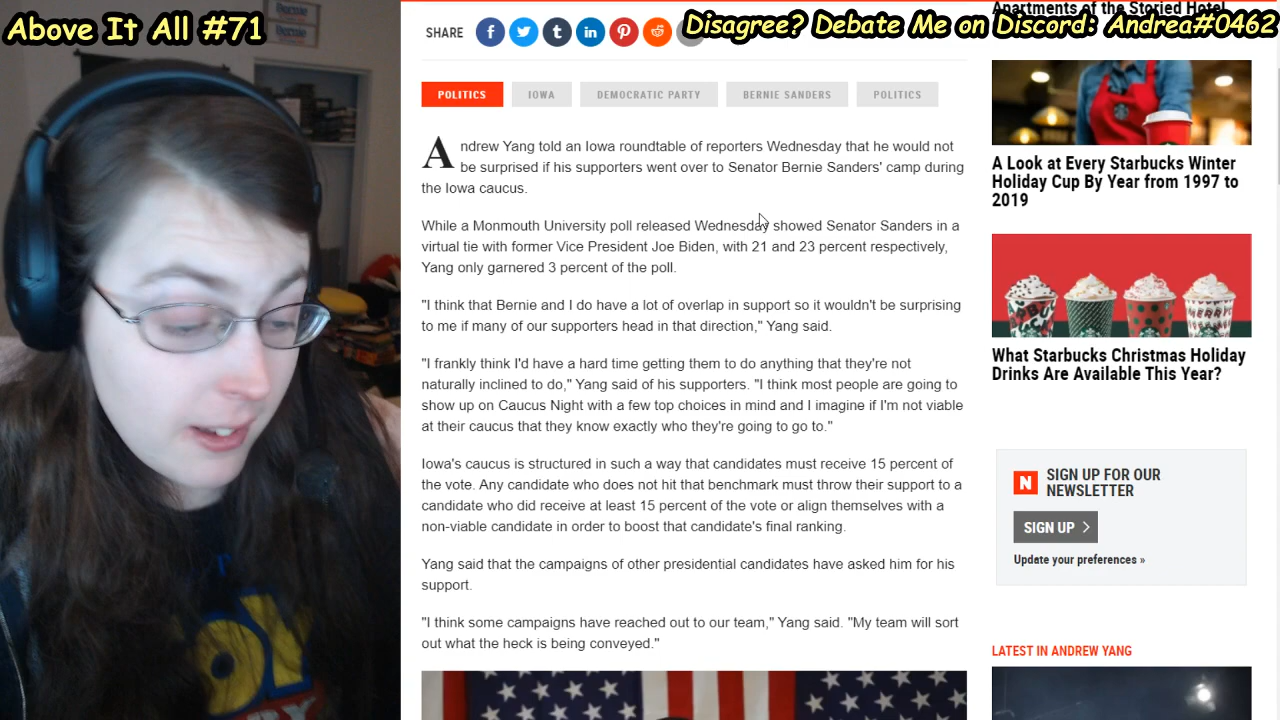 Above It All #71
Disagree? Debate Me on Discord: Andrea#0462
SHARE
POLITICS
IOWA
DEMOCRATIC PARTY
BERNIE SANDERS
POLITICS
Andrew Yang told an Iowa roundtable of reporters Wednesday that he would not
be surprised if his supporters went over to Senator Bernie Sanders' camp during
the Iowa caucus.
While a Monmouth University poll released Wednesday showed Senator Sanders in a
virtual tie with former Vice President Joe Biden, with 21 and 23 percent respectively,
Yang only garnered 3 percent of the poll.
"I think that Bernie and I do have a lot of overlap in support so it wouldn't be surprising
to me if many of our supporters head in that direction," Yang said.
"I frankly think I'd have a hard time getting them to do anything that they're not
naturally inclined to do," Yang said of his supporters. "I think most people are going to
show up on Caucus Night with a few top choices in mind and I imagine if I'm not viable
at their caucus that they know exactly who they're going to go to."
Iowa's caucus is structured in such a way that candidates must receive 15 percent of
the vote. Any candidate who does not hit that benchmark must throw their support to a
candidate who did receive at least 15 percent of the vote or align themselves with a
non-viable candidate in order to boost that candidate's final ranking.
Yang said that the campaigns of other presidential candidates have asked him for his
support.
"I think some campaigns have reached out to our team," Yang said. "My team will sort
out what the heck is being conveyed."
Apartments of the Storied Hotel
A Look at Every Starbucks Winter
Holiday Cup By Year from 1997 to
2019
What Starbucks Christmas Holiday
Drinks Are Available This Year?
N
SIGN UP FOR OUR
NEWSLETTER
SIGN UP >
Update your preferences »
LATEST IN ANDREW YANG